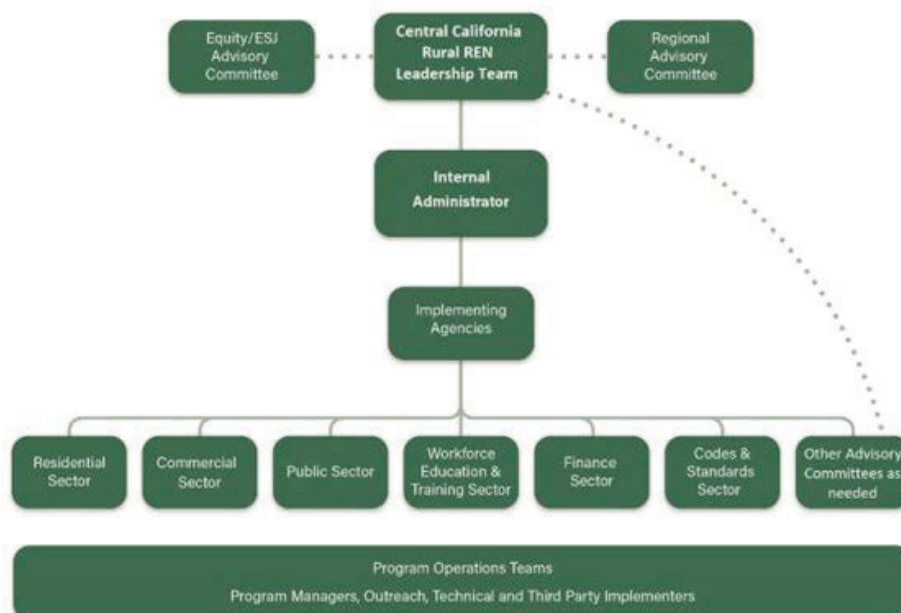 Equity/ESJ
Advisory
Committee
Central California
Rural REN
Leadership Team
Regional
Advisory
Committee
Internal
Administrator
Implementing
Agencies
Residential
Sector
Commercial
Sector
Public Sector
Workforce
Education &
Training Sector
Finance
Sector
Codes &
Standards
Sector
Other Advisory
Committees as
needed
Program Operations Teams
Program Managers, Outreach, Technical and Third Party Implementers